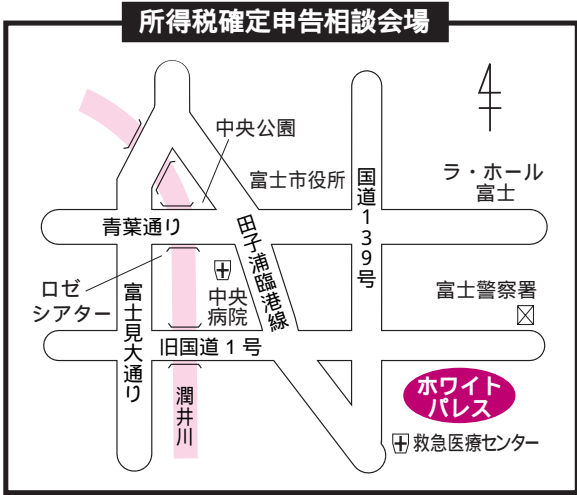 所得税確定申告相談会場
中央公園
富士市役所
国道139号
ラ・ホール
富士
青葉通り
田子浦臨港線
ロゼ
シアター
富士見大通り
中央
病院
富士警察署
旧国道1号
潤井川
ホワイト
パレス
救急医療センター